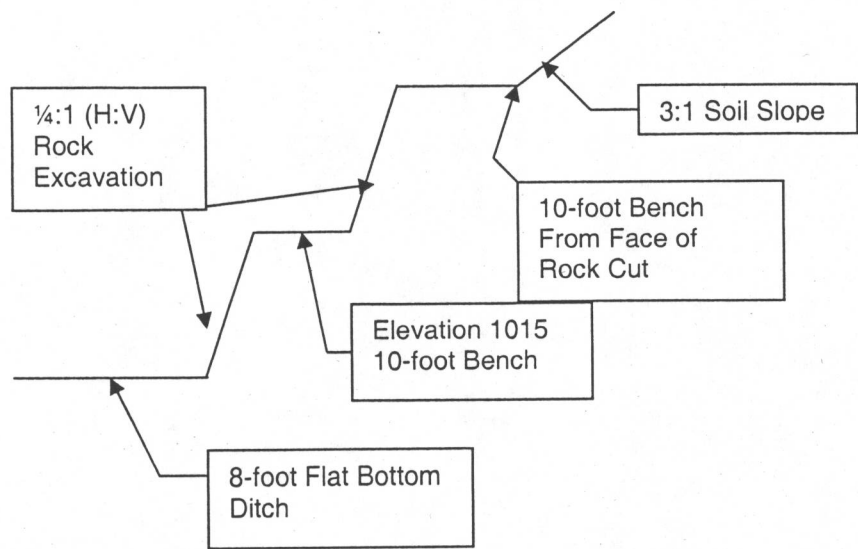 ¼:1 (H:V)
Rock
Excavation
3:1 Soil Slope
10-foot Bench
From Face of
Rock Cut
Elevation 1015
10-foot Bench
8-foot Flat Bottom
Ditch